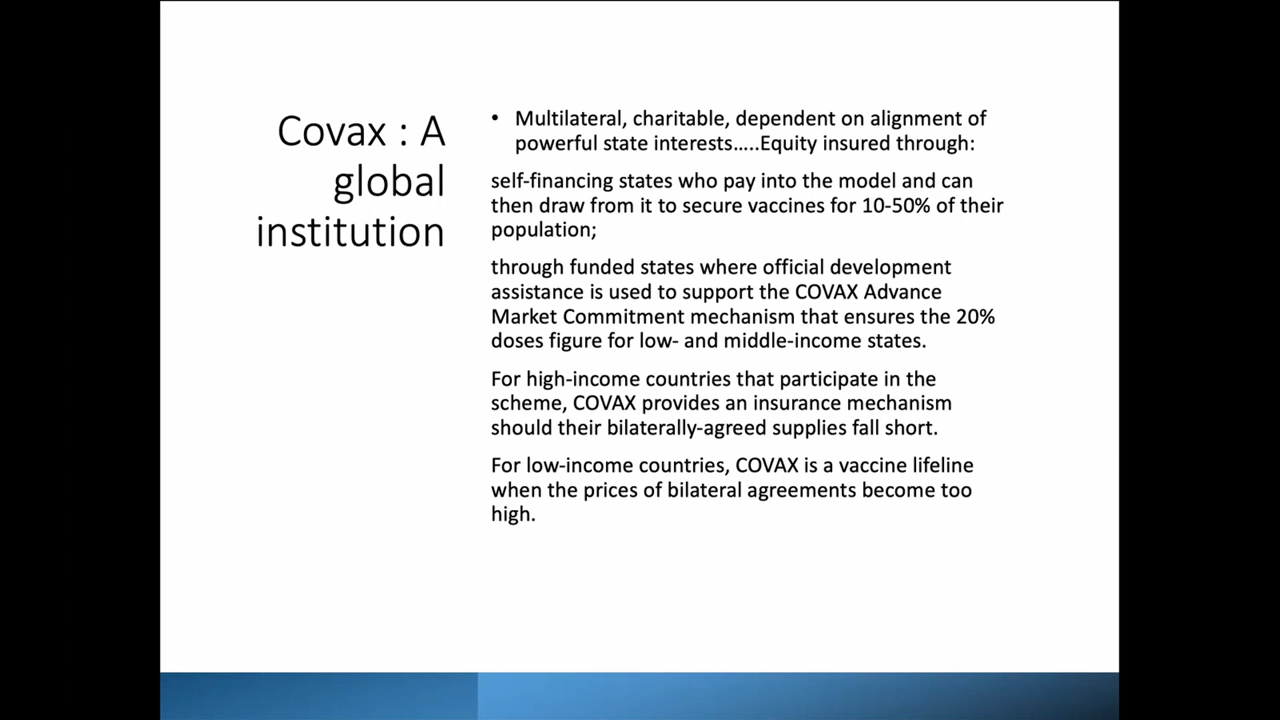 Covax : A
global
institution
• Multilateral, charitable, dependent on alignment of
powerful state interests.....Equity insured through:
self-financing states who pay into the model and can
then draw from it to secure vaccines for 10-50% of their
population;
through funded states where official development
assistance is used to support the COVAX Advance
Market Commitment mechanism that ensures the 20%
doses figure for low- and middle-income states.
For high-income countries that participate in the
scheme, COVAX provides an insurance mechanism
should their bilaterally-agreed supplies fall short.
For low-income countries, COVAX is a vaccine lifeline
when the prices of bilateral agreements become too
high.